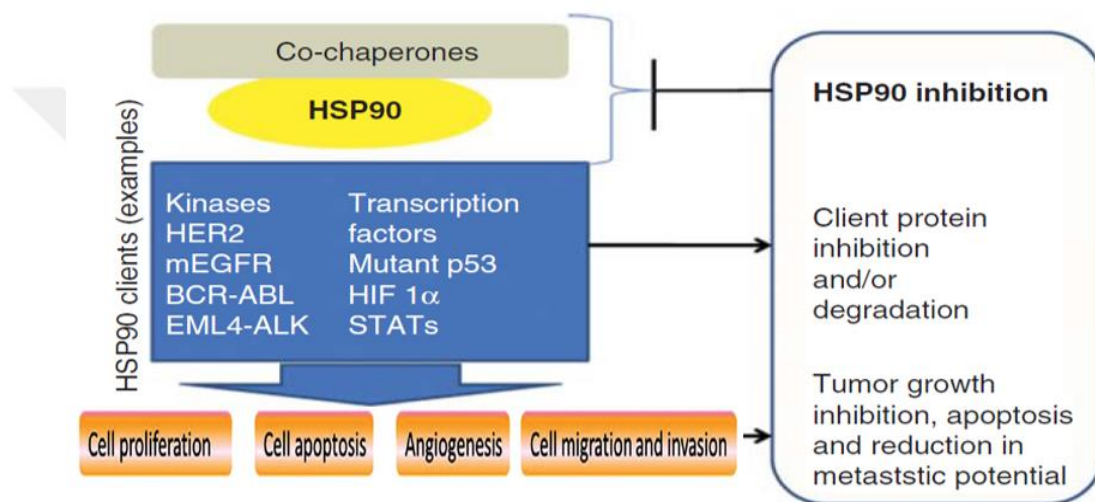 Co-chaperones
HSP90
HSP90 clients (examples)
Kinases
HER2
mEGFR
BCR-ABL
EML4-ALK
Transcription
factors
Mutant p53
HIF 1α
STATs
Cell proliferation
Cell apoptosis
Angiogenesis
Cell migration and invasion
HSP90 inhibition
Client protein
inhibition
and/or
degradation
Tumor growth
inhibition, apoptosis
and reduction in
metaststic potential